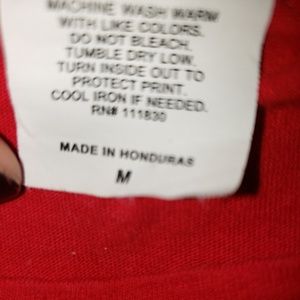 MACHINE WASH WARM
WITH LIKE COLORS.
DO NOT BLEACH.
TUMBLE DRY LOW.
TURN INSIDE OUT TO
PROTECT PRINT.
COOL IRON IF NEEDED.
RN# 111830
MADE IN HONDURAS
M